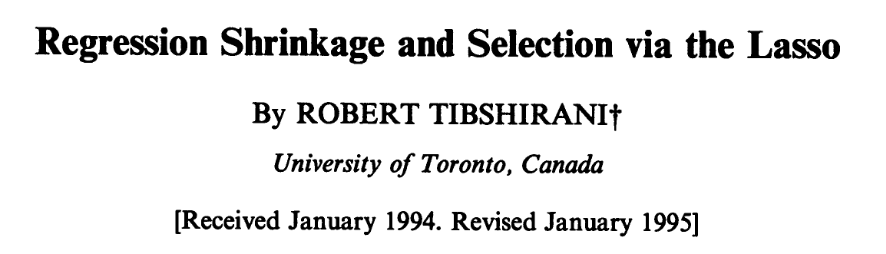 Regression Shrinkage and Selection via the Lasso
By ROBERT TIBSHIRANI†
University of Toronto, Canada
[Received January 1994. Revised January 1995]